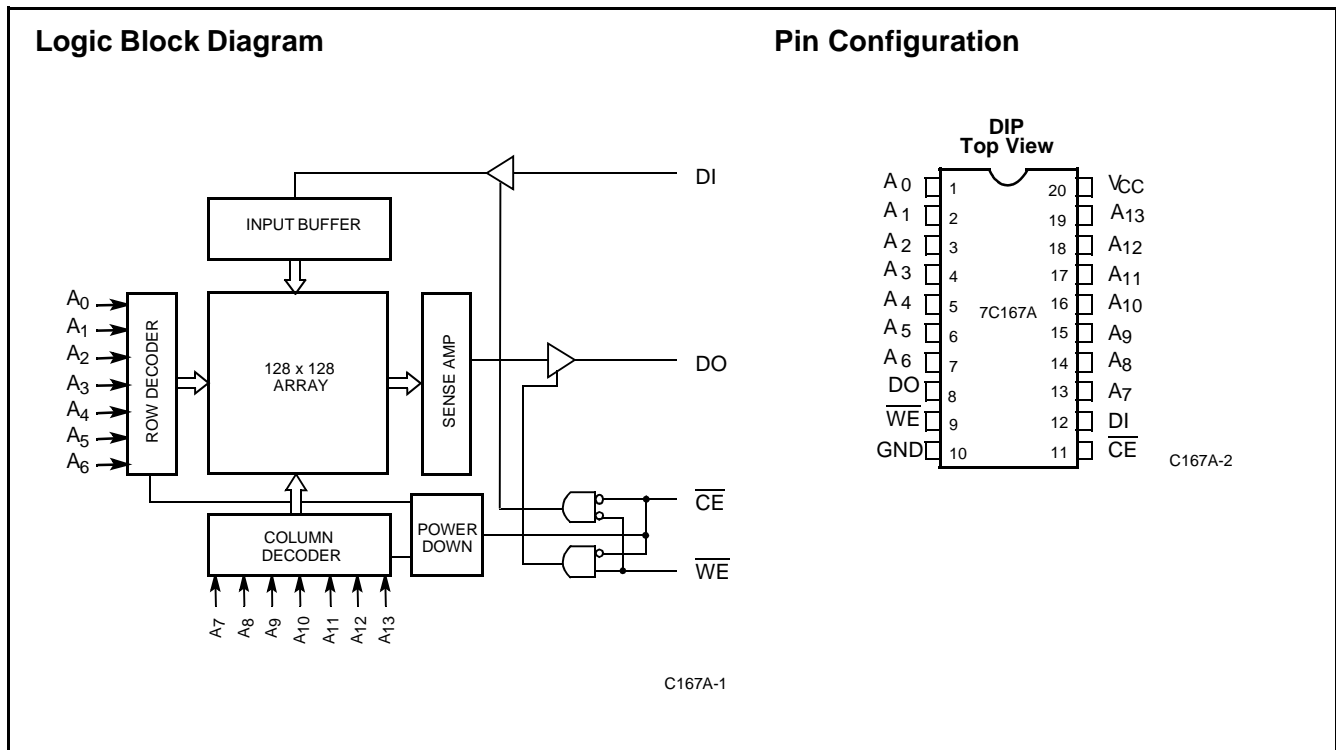 Logic Block Diagram
Pin Configuration
DI
INPUT BUFFER
A0
A1
A2
A3
A4
A5
A6
ROW DECODER
128 x 128
ARRAY
SENSE AMP
DO
CE
WE
POWER
DOWN
COLUMN
DECODER
A7
A8
A9
A10
A11
A12
A13
C167A-1
DIP
Top View
A0 1 20 VCC
A1 2 19 A13
A2 3 18 A12
A3 4 17 A11
A4 5 16 A10
7C167A
A5 6 15 A9
A6 7 14 A8
DO 8 13 A7
WE 9 12 DI
GND 10 11 CE
C167A-2